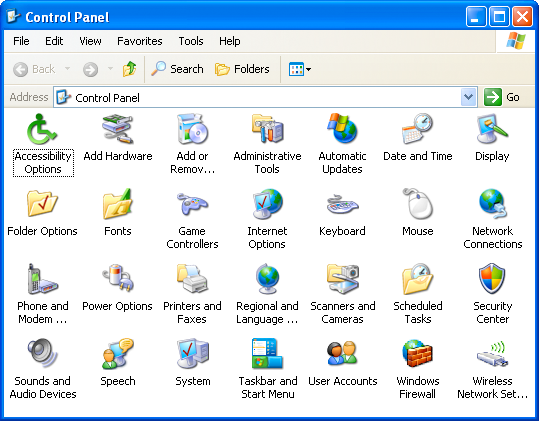 Control Panel
File Edit View Favorites Tools Help
Back Search Folders
Address Control Panel Go
Accessibility Options Add Hardware Add or Remov... Administrative Tools Automatic Updates Date and Time Display
Folder Options Fonts Game Controllers Internet Options Keyboard Mouse Network Connections
Phone and Modem ... Power Options Printers and Faxes Regional and Language ... Scanners and Cameras Scheduled Tasks Security Center
Sounds and Audio Devices Speech System Taskbar and Start Menu User Accounts Windows Firewall Wireless Network Set...